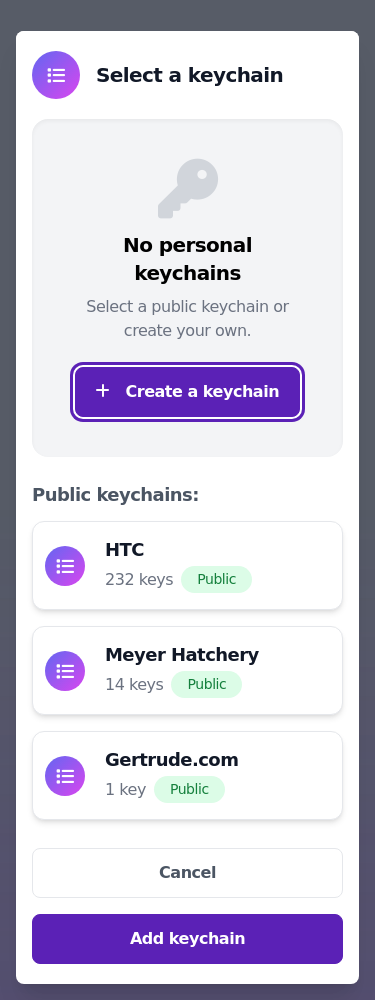 Select a keychain
No personal
keychains
Select a public keychain or
create your own.
Create a keychain
Public keychains:
HTC
232 keys Public
Meyer Hatchery
14 keys Public
Gertrude.com
1 key Public
Cancel
Add keychain